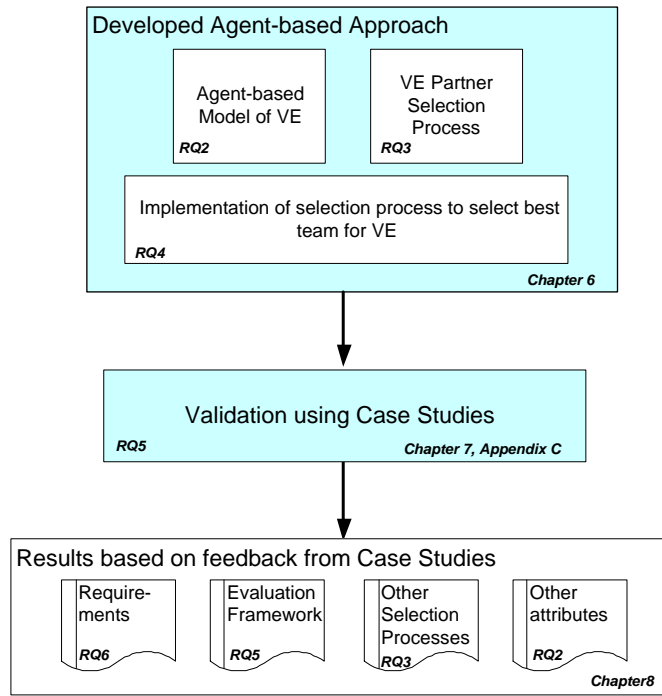 Developed Agent-based Approach
Agent-based
Model of VE
RQ2
VE Partner
Selection
Process
RQ3
Implementation of selection process to select best
team for VE
RQ4
Chapter 6
Validation using Case Studies
RQ5
Chapter 7, Appendix C
Results based on feedback from Case Studies
Require-
ments
RQ6
Evaluation
Framework
RQ5
Other
Selection
Processes
RQ3
Other
attributes
RQ2
Chapter8